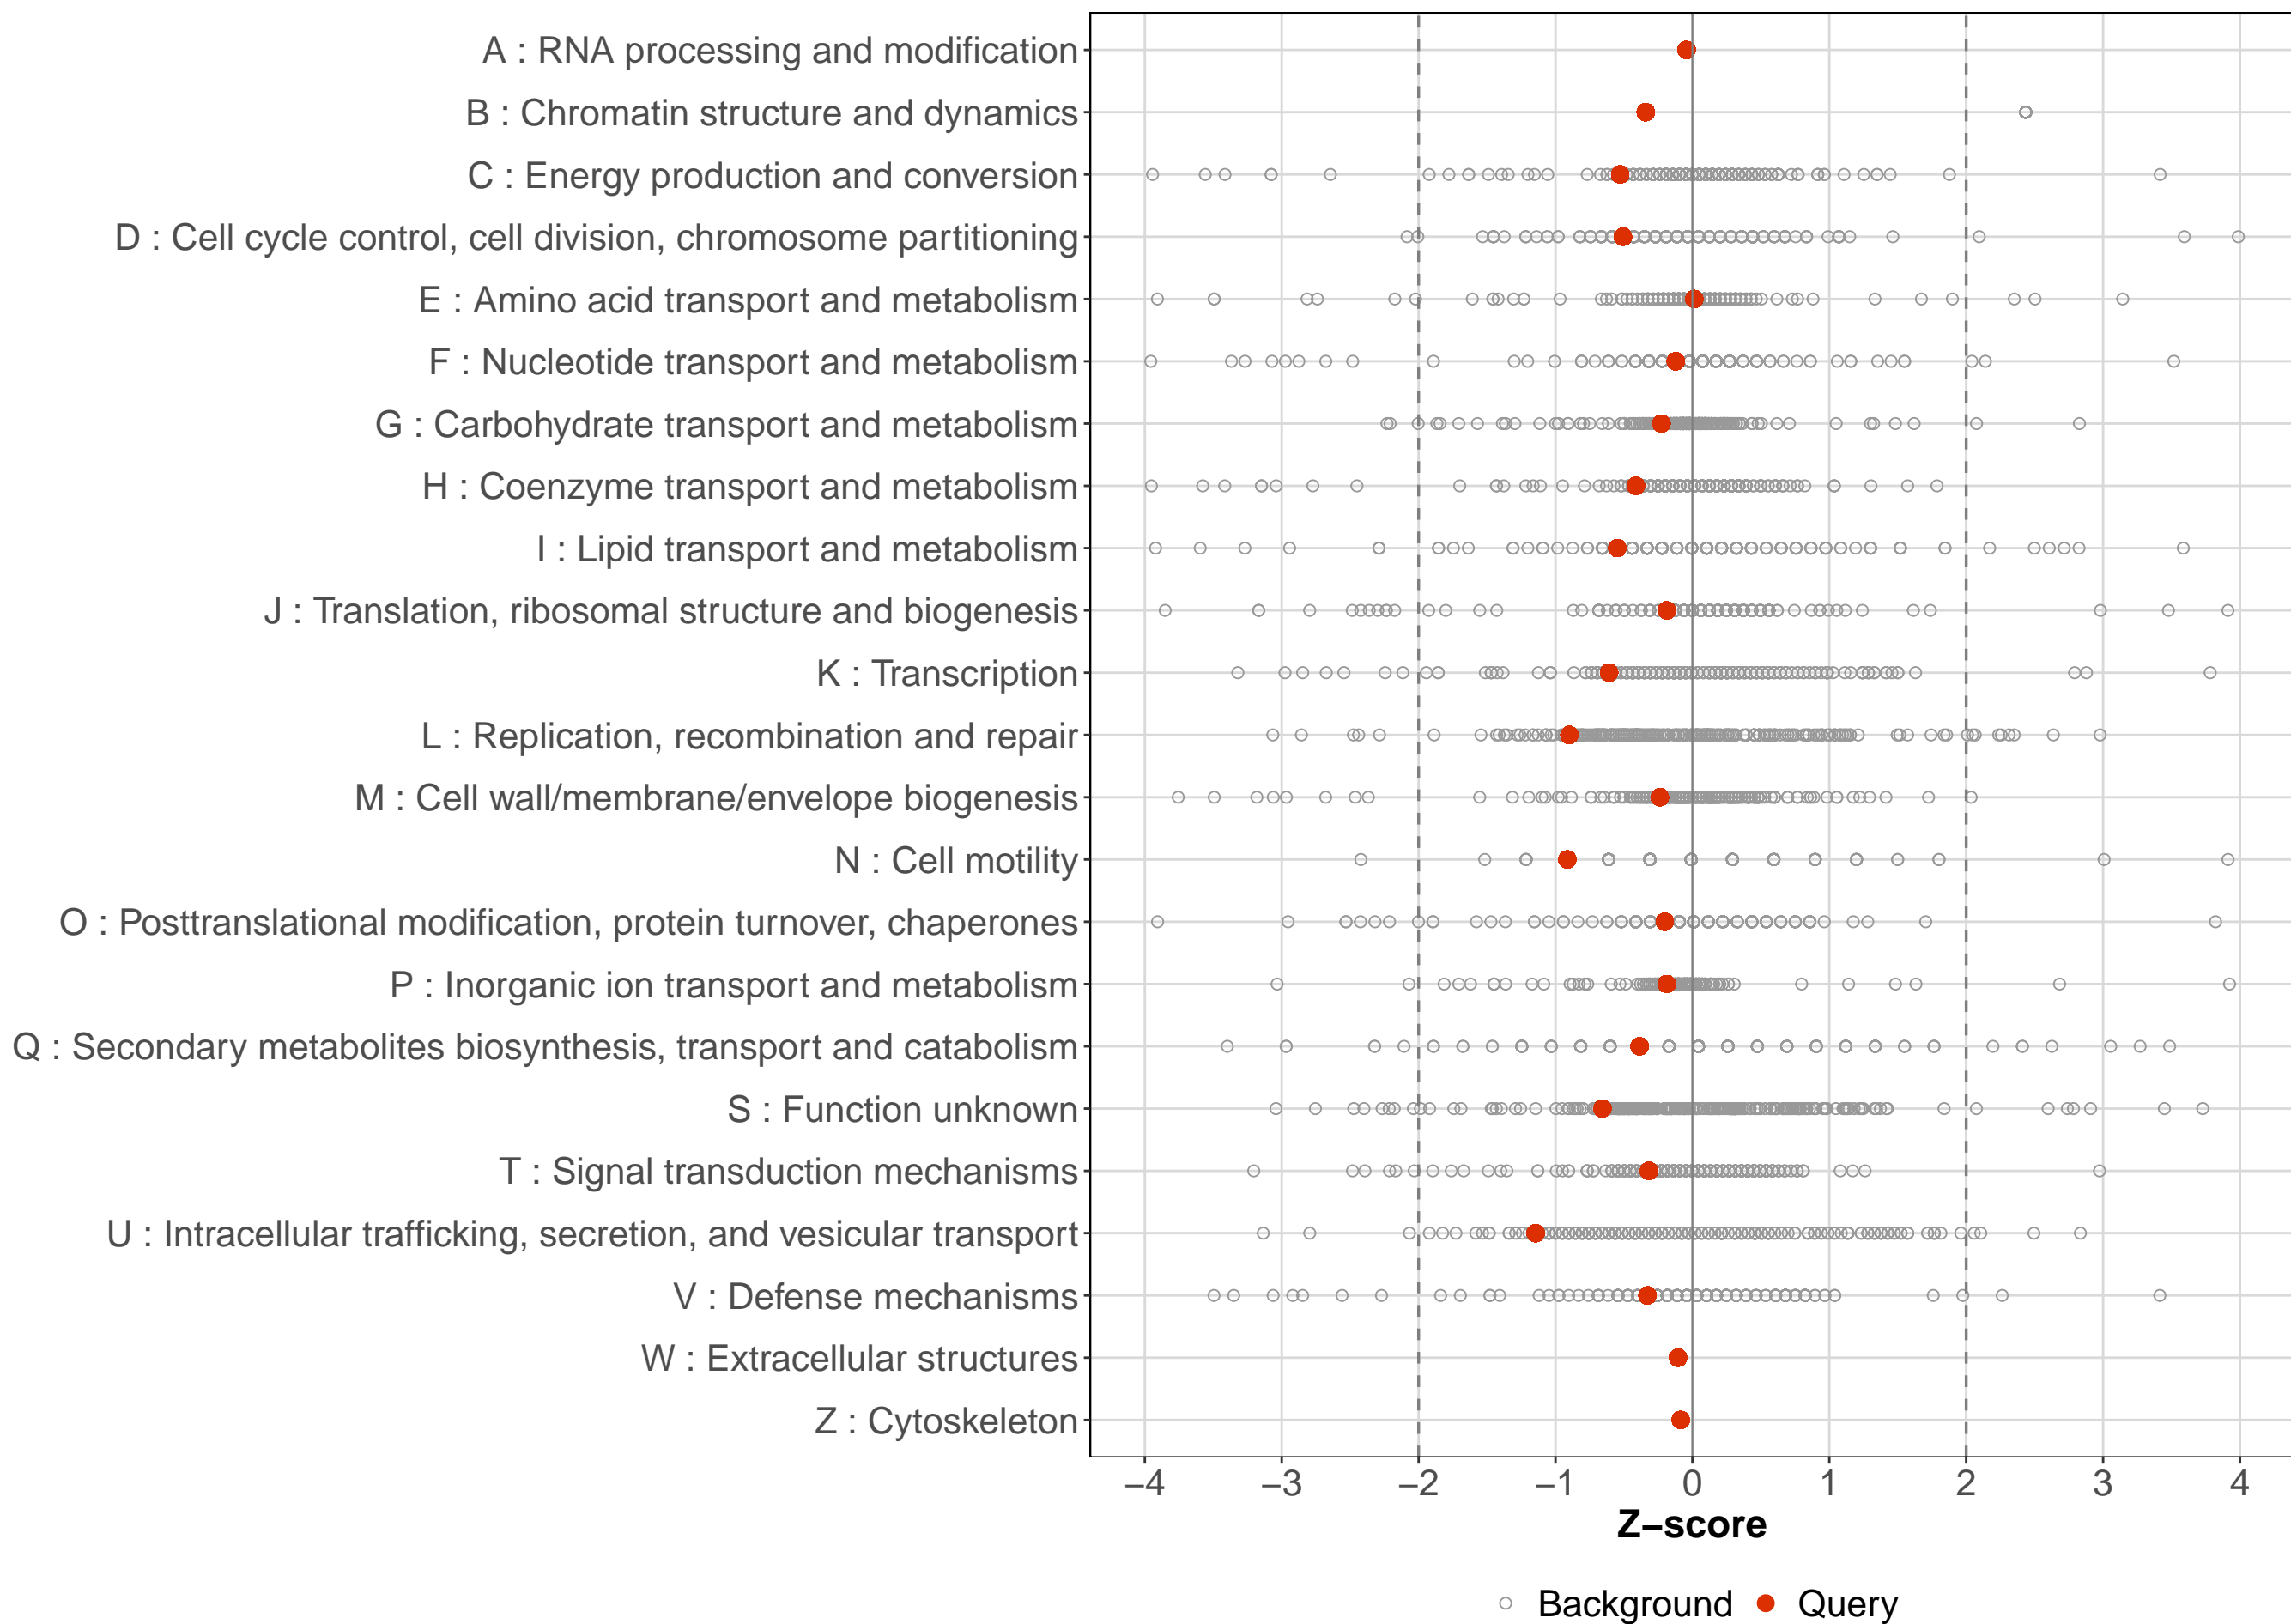 A : RNA processing and modification
B : Chromatin structure and dynamics
C : Energy production and conversion
D : Cell cycle control, cell division, chromosome partitioning
E : Amino acid transport and metabolism
F : Nucleotide transport and metabolism
G : Carbohydrate transport and metabolism
H : Coenzyme transport and metabolism
I : Lipid transport and metabolism
J : Translation, ribosomal structure and biogenesis
K : Transcription
L : Replication, recombination and repair
M : Cell wall/membrane/envelope biogenesis
N : Cell motility
O : Posttranslational modification, protein turnover, chaperones
P : Inorganic ion transport and metabolism
Q : Secondary metabolites biosynthesis, transport and catabolism
S : Function unknown
T : Signal transduction mechanisms
U : Intracellular trafficking, secretion, and vesicular transport
V : Defense mechanisms
W : Extracellular structures
Z : Cytoskeleton
−4 −3 −2 −1 0 1 2 3 4
Z−score
Background Query